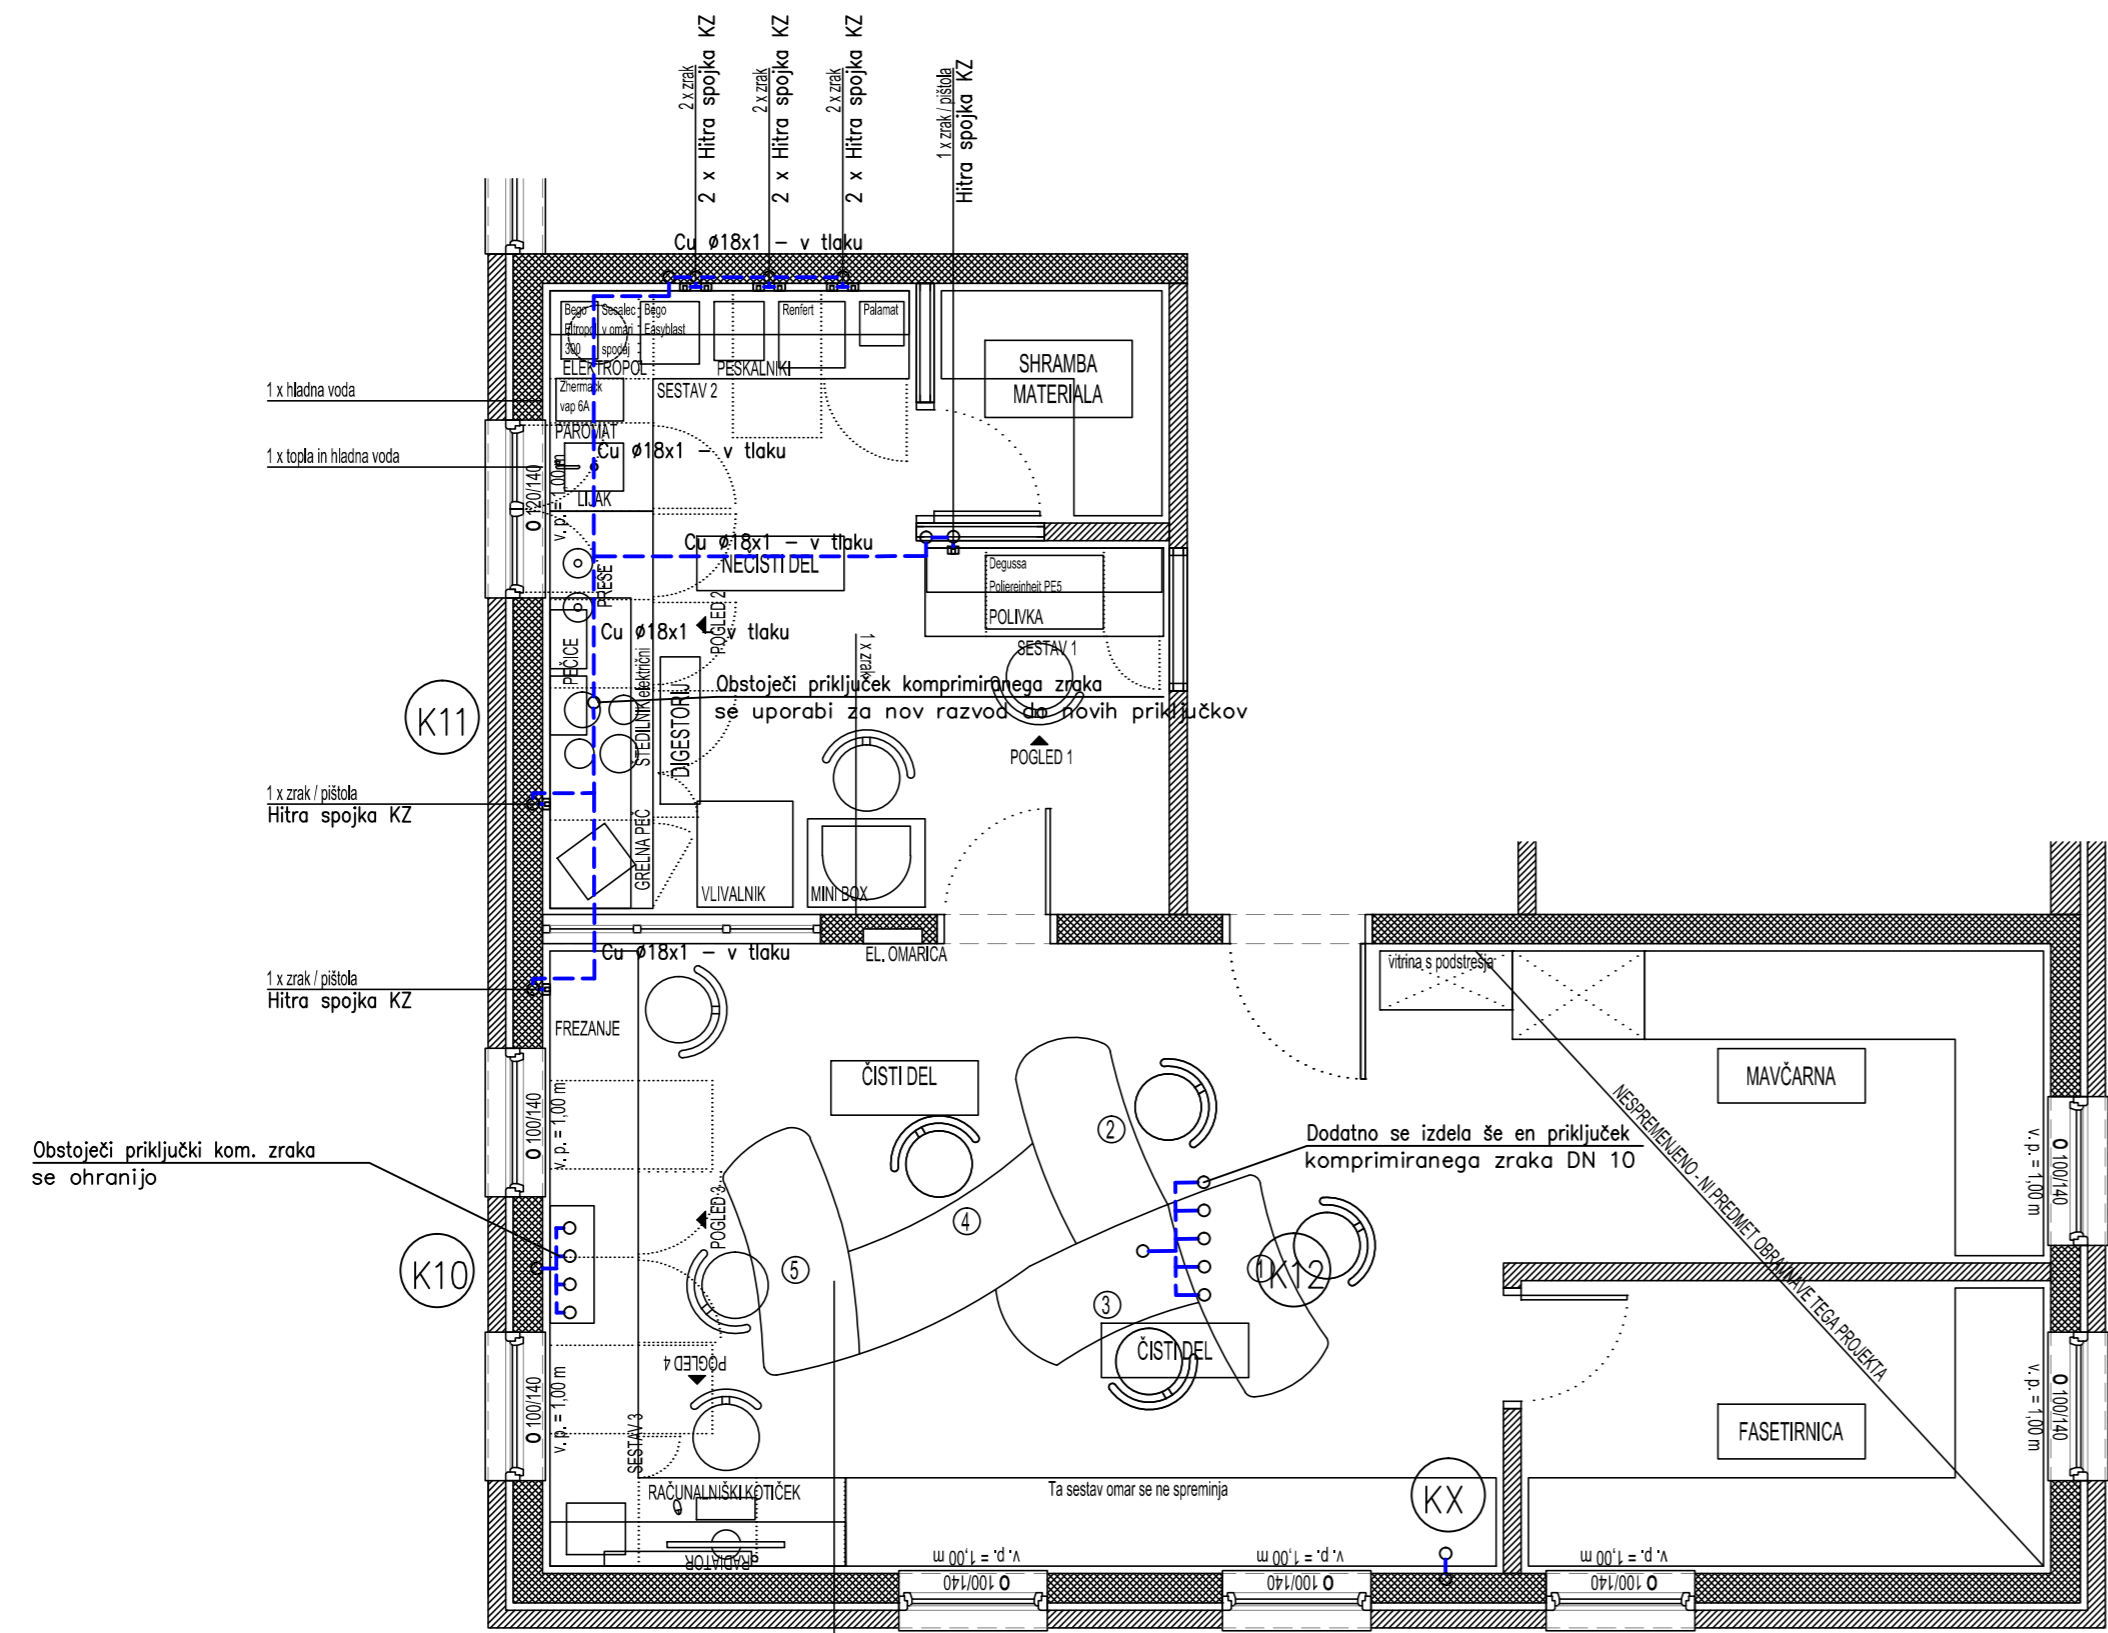 2 x zrak
2 x Hitra spojka KZ
2 x zrak
2 x Hitra spojka KZ
2 x zrak
2 x Hitra spojka KZ
1 x zrak / pištola
Hitra spojka KZ
Cu ø18x1 - v tlaku
Bego
Eltropol
300
Sesalec
v omari
spodaj
Bego
Easyblast
Renfert
Palamat
ELEKTROPOL
PESKALNIKI
SHRAMBA
MATERIALA
1 x hladna voda
Zhermack
vap 6A
SESTAV 2
PAROMAT
Cu ø18x1 - v tlaku
1 x topla in hladna voda
LIJAK
O 120/140
v. p. = 1,00 m
Cu ø18x1 - v tlaku
NEČISTI DEL
PRESE
Degussa
Poliereinheit PE5
POLIVKA
SESTAV 1
POGLED 2
Cu ø18x1 - v tlaku
PEČICE
1 x zrak
ŠTEDILNIK električni
DIGESTORIJ
Obstoječi priključek komprimiranega zraka
se uporabi za nov razvod do novih priključkov
K11
POGLED 1
1 x zrak / pištola
Hitra spojka KZ
GRELNA PEČ
VLIVALNIK
MINI BOX
Cu ø18x1 - v tlaku
EL. OMARICA
vitrina s podstrešja
1 x zrak / pištola
Hitra spojka KZ
FREZANJE
ČISTI DEL
MAVČARNA
O 100/140
v. p. = 1,00 m
2
Dodatno se izdela še en priključek
komprimiranega zraka DN 10
NESPREMENJENO - NI PREDMET OBRAVNAVE TEGA PROJEKTA
v. p. = 1,00 m
O 100/140
Obstoječi priključki kom. zraka
se ohranijo
POGLED 3
4
K10
5
1
K12
3
ČISTI DEL
POGLED 4
O 100/140
v. p. = 1,00 m
SESTAV 3
v. p. = 1,00 m
O 100/140
FASETIRNICA
RAČUNALNIŠKI KOTIČEK
Ta sestav omar se ne spreminja
KX
RADIATOR
v. p. = 1,00 m
O 100/140
v. p. = 1,00 m
O 100/140
v. p. = 1,00 m
O 100/140